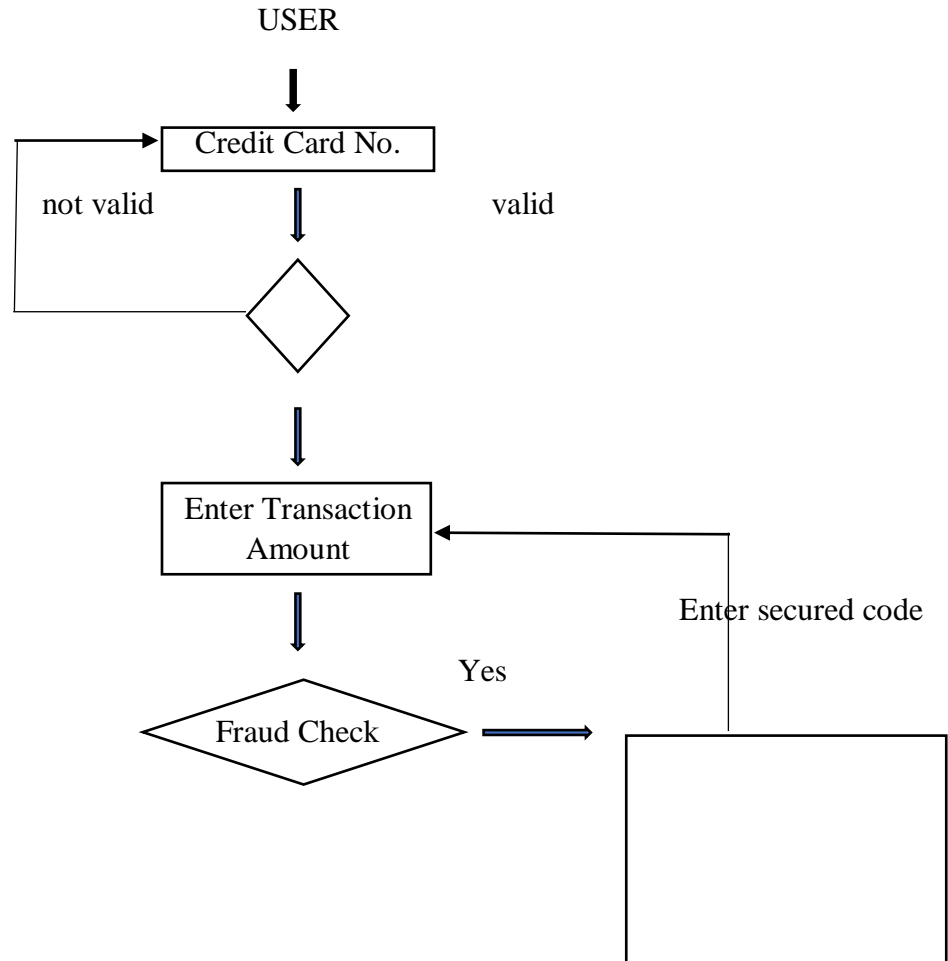 USER
Credit Card No.
not valid
valid
Enter Transaction
Amount
Enter secured code
Yes
Fraud Check